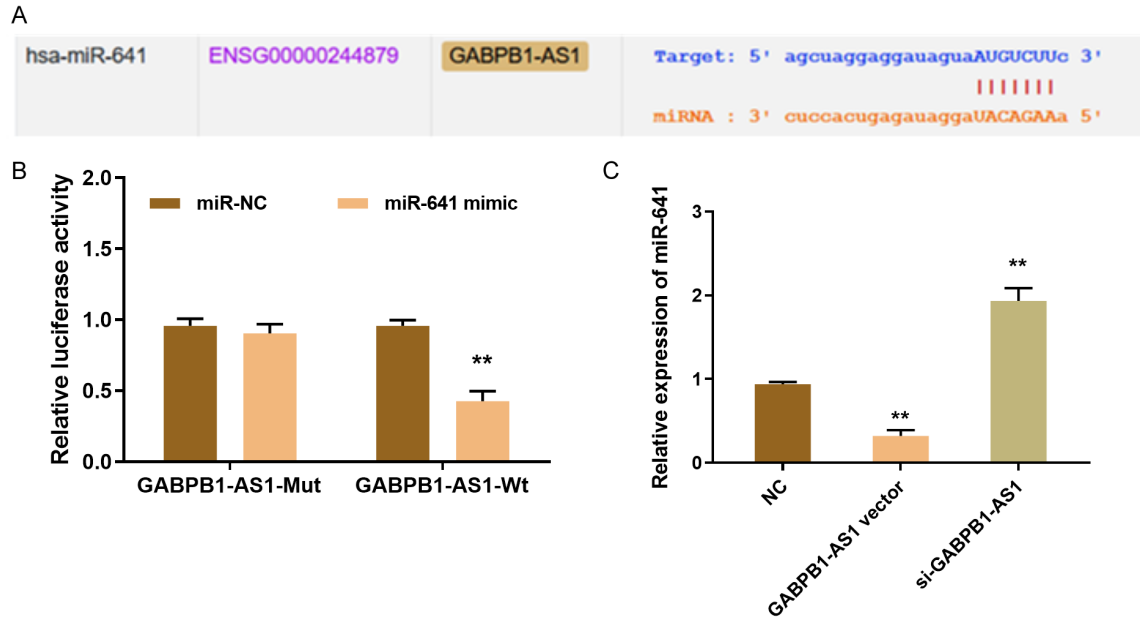 A
hsa-miR-641 ENSG00000244879 GABPB1-AS1 Target: 5' agcuaggaggauaguaAUGUCUUc 3'
| | | | | | |
miRNA : 3' cuccacugagauaggaUACAGAAa 5'
B
Relative luciferase activity
2.0
1.5
1.0
0.5
0.0
miR-NC miR-641 mimic
**
GABPB1-AS1-Mut GABPB1-AS1-Wt
C
Relative expression of miR-641
3
2
1
0
**
**
NC
GABPB1-AS1 vector
si-GABPB1-AS1